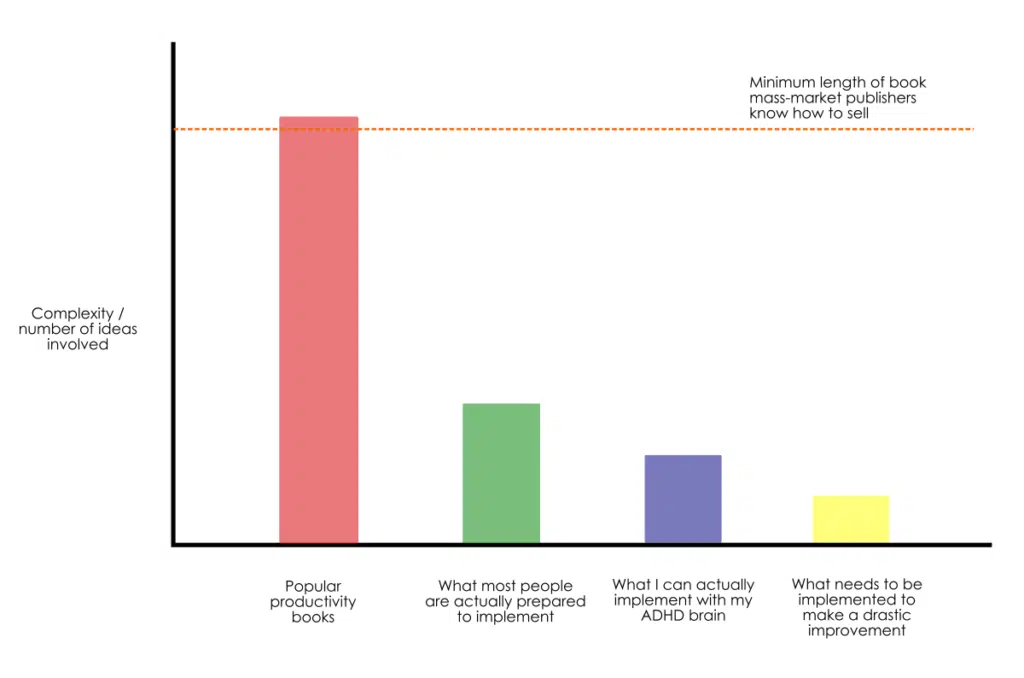 Minimum length of book
mass-market publishers
know how to sell
Complexity /
number of ideas
involved
Popular
productivity
books
What most people
are actually prepared
to implement
What I can actually
implement with my
ADHD brain
What needs to be
implemented to
make a drastic
improvement